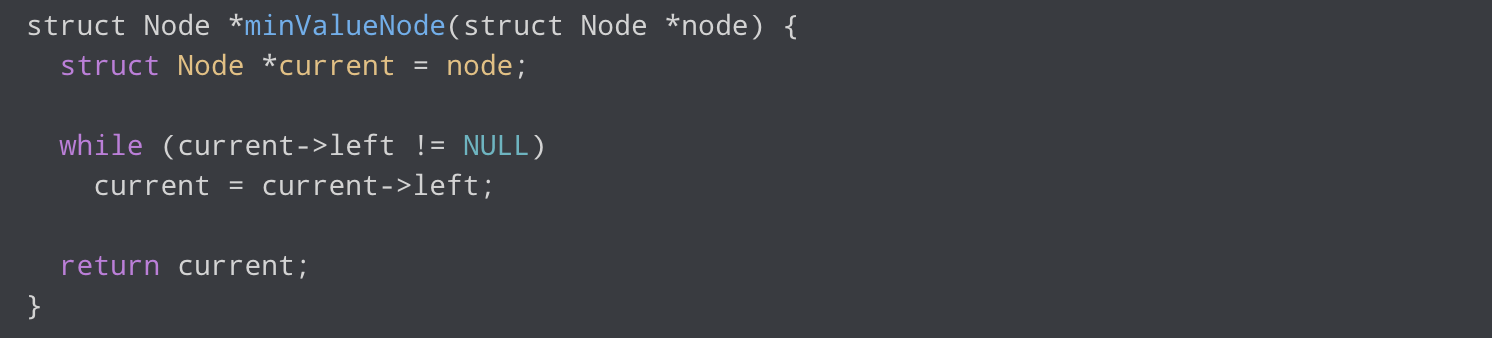 struct Node *minValueNode(struct Node *node) {
  struct Node *current = node;

  while (current->left != NULL)
    current = current->left;

  return current;
}